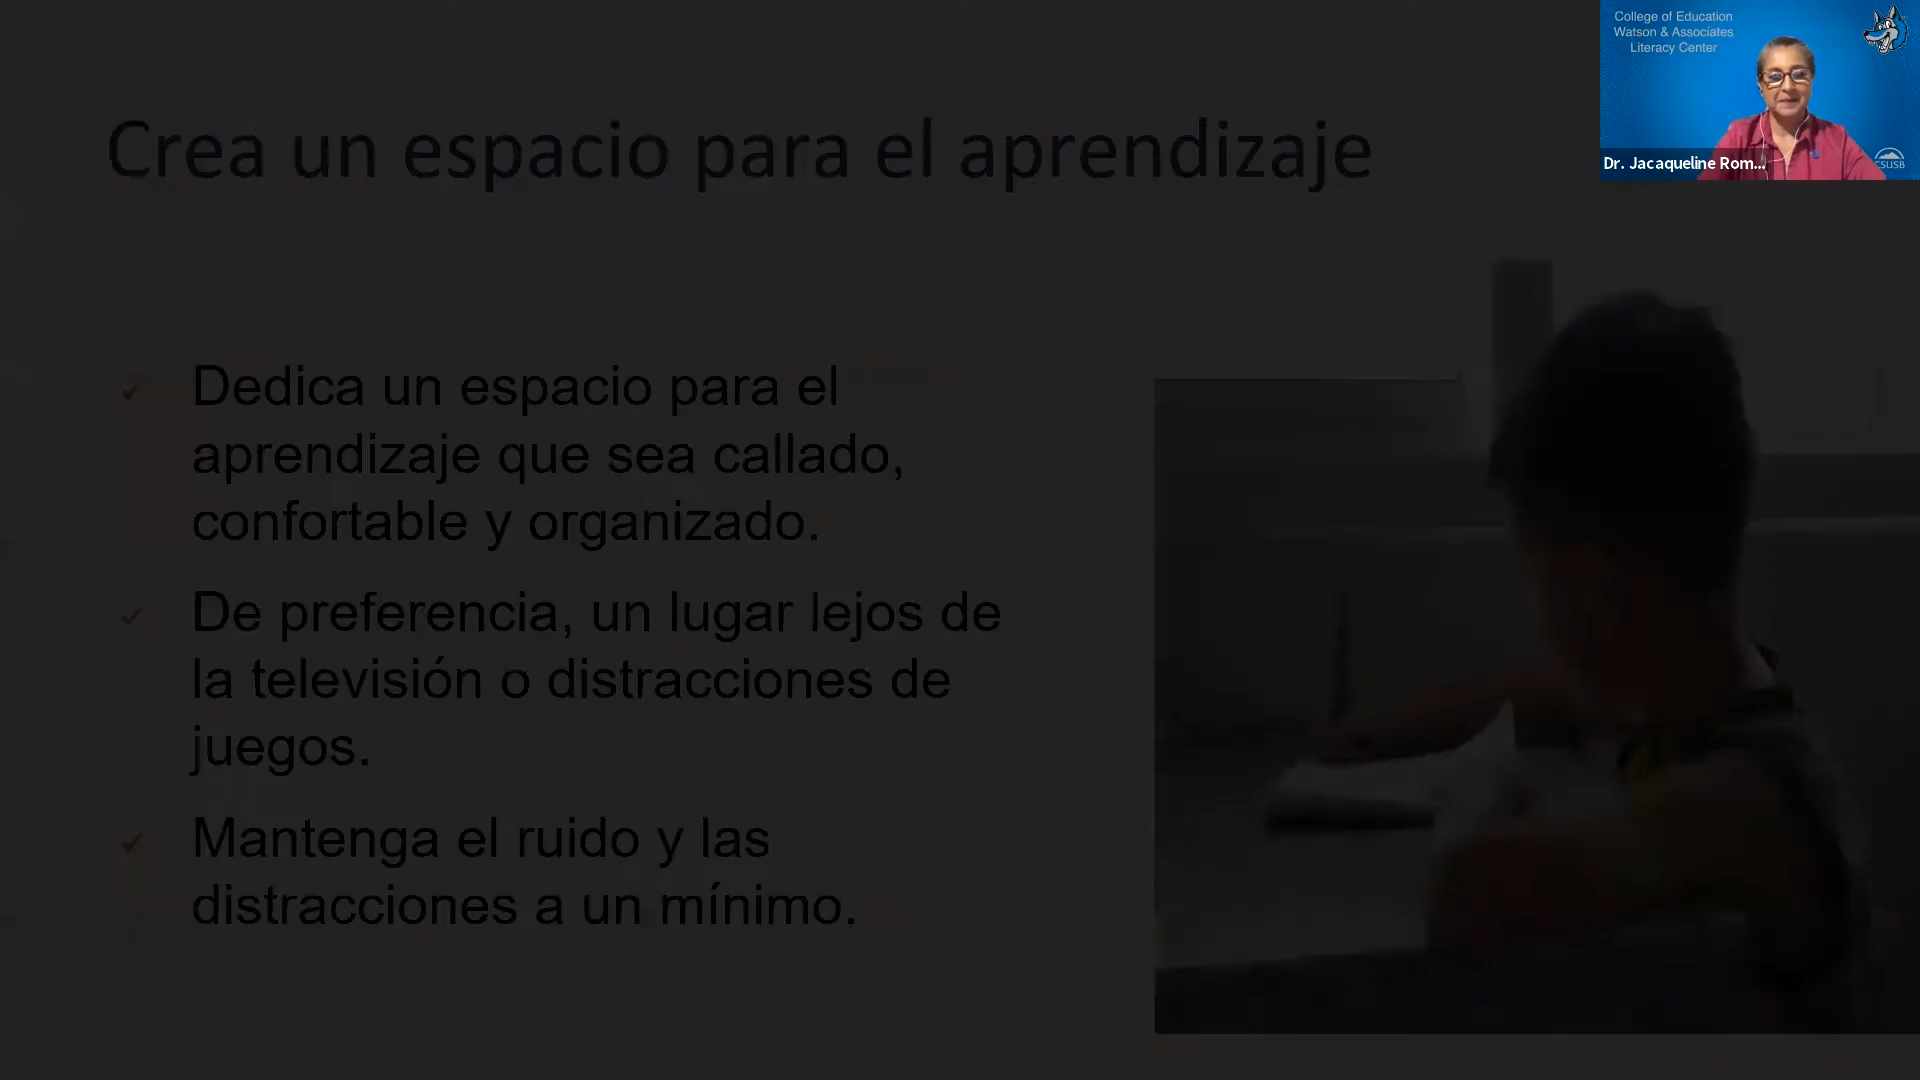 College of Education
Watson & Associates
Literacy Center
Dr. Jacaqueline Rom...
CSUSB
Crea un espacio para el aprendizaje
Dedica un espacio para el
aprendizaje que sea callado,
confortable y organizado.
De preferencia, un lugar lejos de
la televisión o distracciones de
juegos.
Mantenga el ruido y las
distracciones a un mínimo.